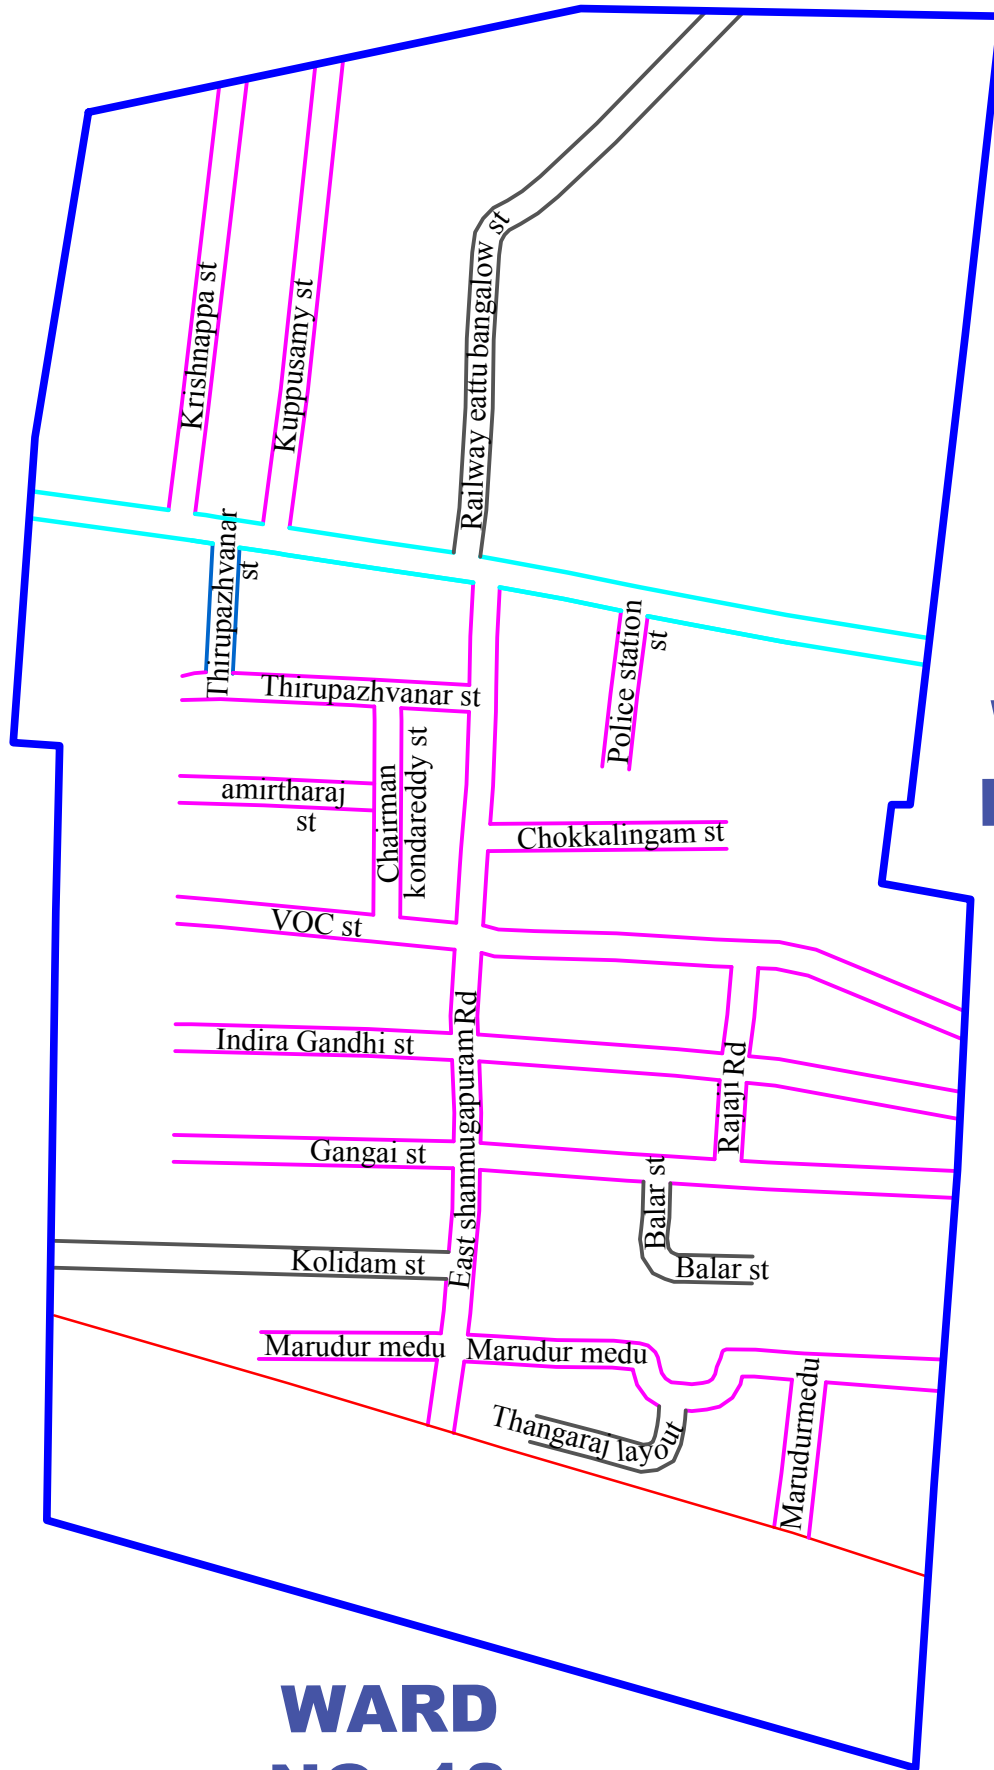 Krishnappa st
Kuppusamy st
Railway eattu bangalow st
Thirupazhvanar
st
Thirupazhvanar st
Police station
st
amirtharaj
st
Chairman
kondareddy st
Chokkalingam st
VOC st
East shanmugapuram Rd
Indira Gandhi st
Rajaji Rd
Gangai st
Balar st
Balar st
Kolidam st
Marudur medu
Marudur medu
Marudurmedu
Thangaraj layout
WARD